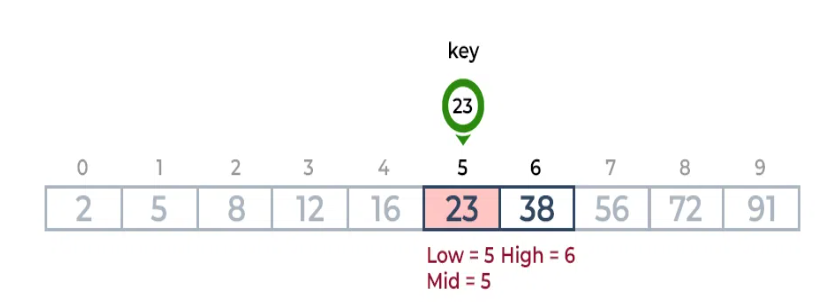 key
23
0 1 2 3 4 5 6 7 8 9
2 5 8 12 16 23 38 56 72 91
Low = 5 High = 6
Mid = 5